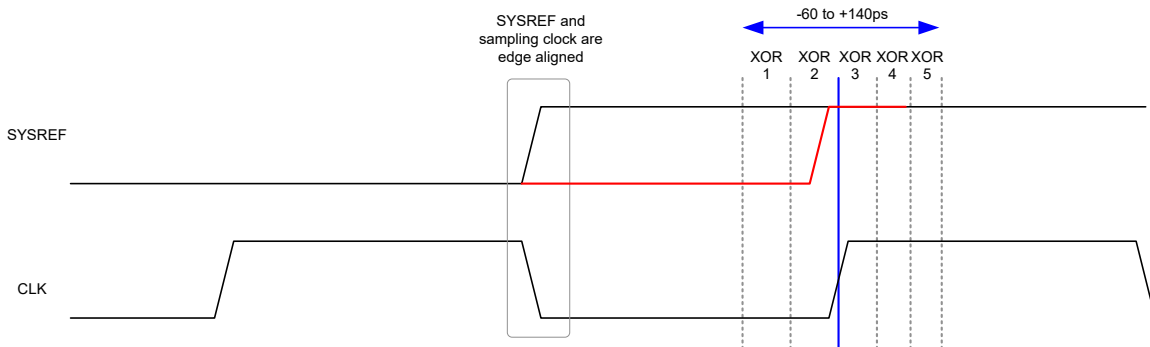 SYSREF and
sampling clock are
edge aligned
-60 to +140ps
XOR XOR XOR XOR XOR
1 2 3 4 5
SYSREF
CLK